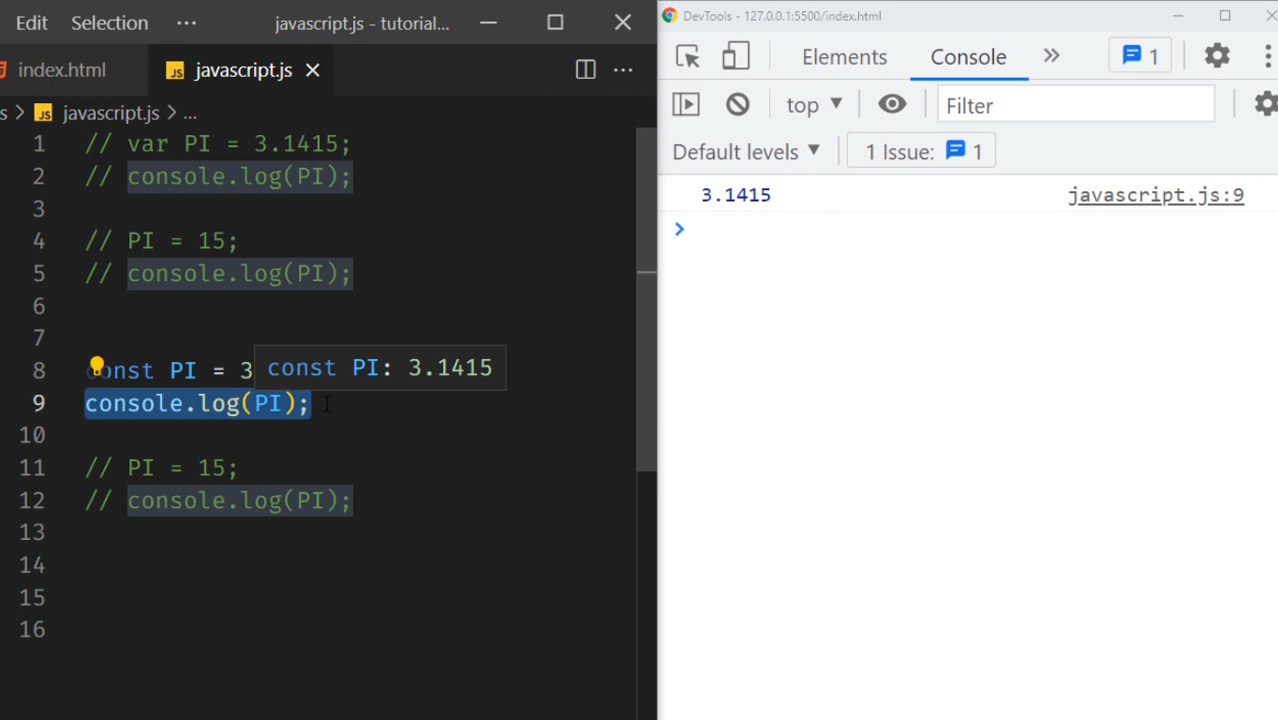 Edit Selection ··· javascript.js - tutorial...
index.html JS javascript.js
s > JS javascript.js > ...
1 // var PI = 3.1415;
2 // console.log(PI);
3
4 // PI = 15;
5 // console.log(PI);
6
7
8 const PI = 3
const PI: 3.1415
9 console.log(PI);
10
11 // PI = 15;
12 // console.log(PI);
13
14
15
16
DevTools - 127.0.0.1:5500/index.html
Elements Console 1
top Filter
Default levels 1 Issue: 1
3.1415 javascript.js:9